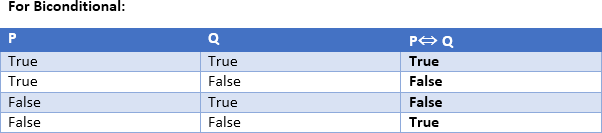 For Biconditional:
P Q P⇔ Q
True True True
True False False
False True False
False False True